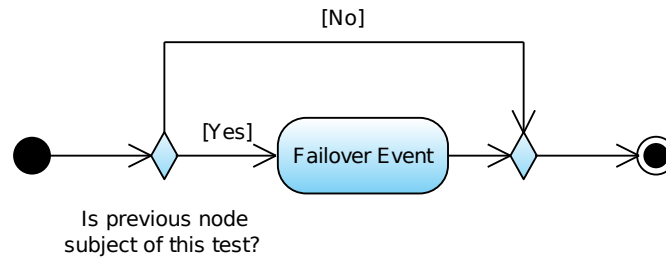 [No]
[Yes]
Failover Event
Is previous node
subject of this test?